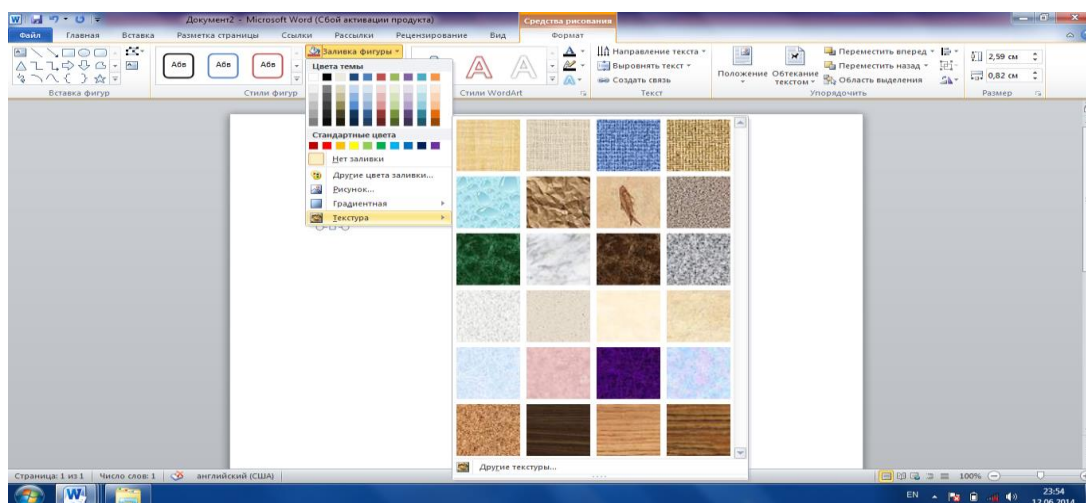 Документ2 - Microsoft Word (Сбой активации продукта)
Средства рисования
Файл Главная Вставка Разметка страницы Ссылки Рассылки Рецензирование Вид Формат
Заливка фигуры
Абв Абв Абв
Направление текста
Выровнять текст
Создать связь
Положение
Обтекание текстом
Переместить вперед
Переместить назад
Область выделения
2,59 см
0,82 см
Вставка фигур
Стили фигур
Стили WordArt
Текст
Упорядочить
Размер
Цвета темы
Стандартные цвета
Нет заливки
Другие цвета заливки...
Рисунок...
Градиентная
Текстура
Другие текстуры...
Страница: 1 из 1 Число слов: 1 английский (США) 100%
EN 23:54
12.06.2014